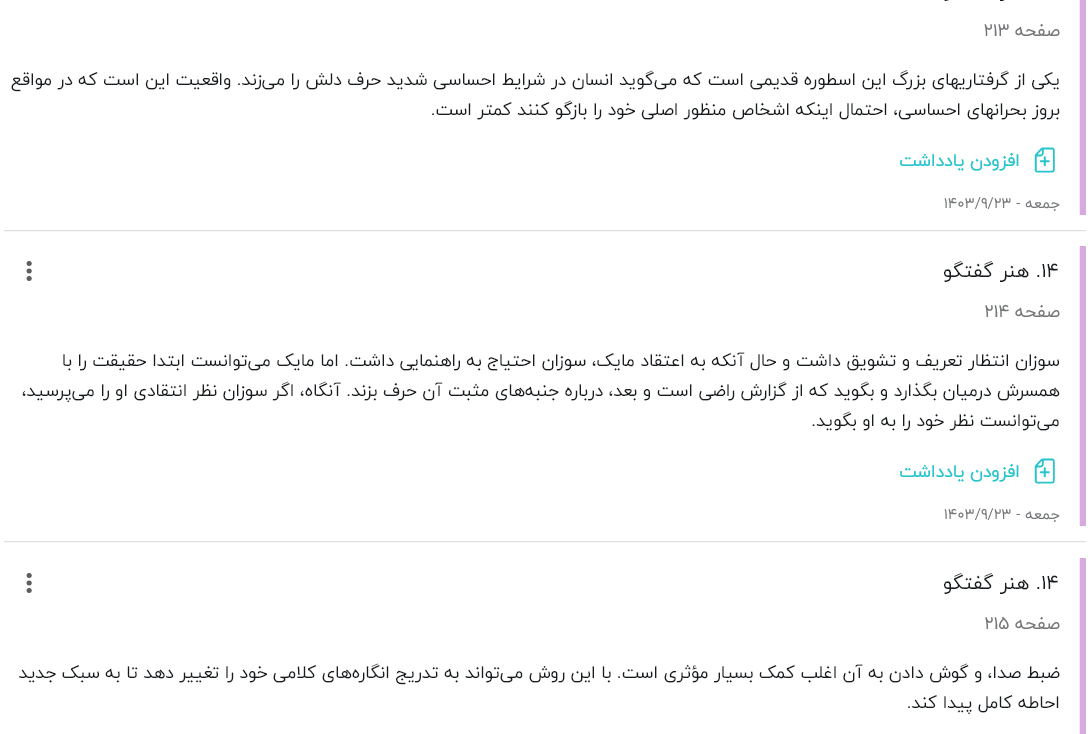 صفحه ۲۱۳
یکی از گرفتاریهای بزرگ این اسطوره قدیمی است که می‌گوید انسان در شرایط احساسی شدید حرف دلش را می‌زند. واقعیت این است که در مواقع
بروز بحرانهای احساسی، احتمال اینکه اشخاص منظور اصلی خود را بازگو کنند کمتر است.
افزودن یادداشت
جمعه - ۱۴۰۳/۹/۲۳
۱۴. هنر گفتگو
صفحه ۲۱۴
سوزان انتظار تعریف و تشویق داشت و حال آنکه به اعتقاد مایک، سوزان احتیاج به راهنمایی داشت. اما مایک می‌توانست ابتدا حقیقت را با
همسرش درمیان بگذارد و بگوید که از گزارش راضی است و بعد، درباره جنبه‌های مثبت آن حرف بزند. آنگاه، اگر سوزان نظر انتقادی او را می‌پرسید،
می‌توانست نظر خود را به او بگوید.
افزودن یادداشت
جمعه - ۱۴۰۳/۹/۲۳
۱۴. هنر گفتگو
صفحه ۲۱۵
ضبط صدا، و گوش دادن به آن اغلب کمک بسیار مؤثری است. با این روش می‌تواند به تدریج انگاره‌های کلامی خود را تغییر دهد تا به سبک جدید
احاطه کامل پیدا کند.